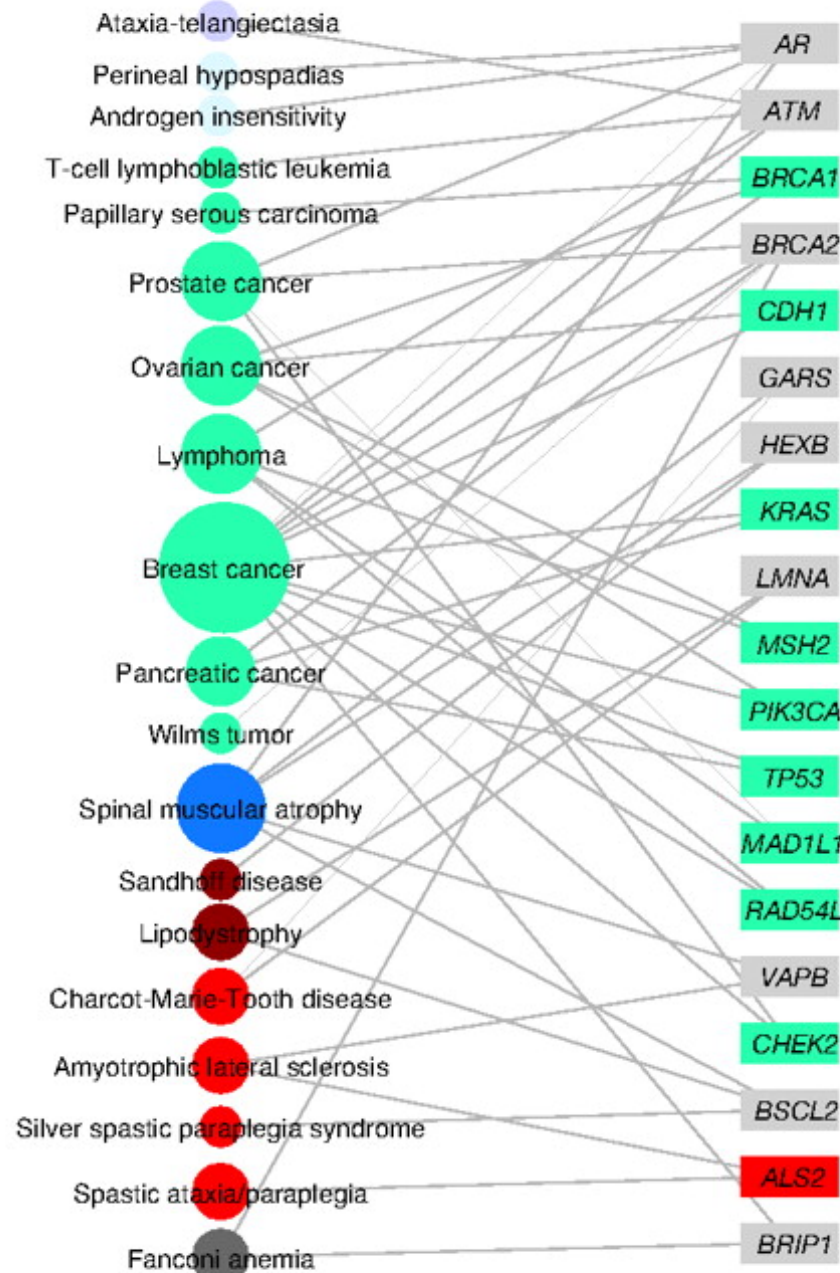 Ataxia-telangiectasia
Perineal hypospadias
Androgen insensitivity
T-cell lymphoblastic leukemia
Papillary serous carcinoma
Prostate cancer
Ovarian cancer
Lymphoma
Breast cancer
Pancreatic cancer
Wilms tumor
Spinal muscular atrophy
Sandhoff disease
Lipodystrophy
Charcot-Marie-Tooth disease
Amyotrophic lateral sclerosis
Silver spastic paraplegia syndrome
Spastic ataxia/paraplegia
Fanconi anemia
AR
ATM
BRCA1
BRCA2
CDH1
GARS
HEXB
KRAS
LMNA
MSH2
PIK3CA
TP53
MAD1L1
RAD54L
VAPB
CHEK2
BSCL2
ALS2
BRIP1